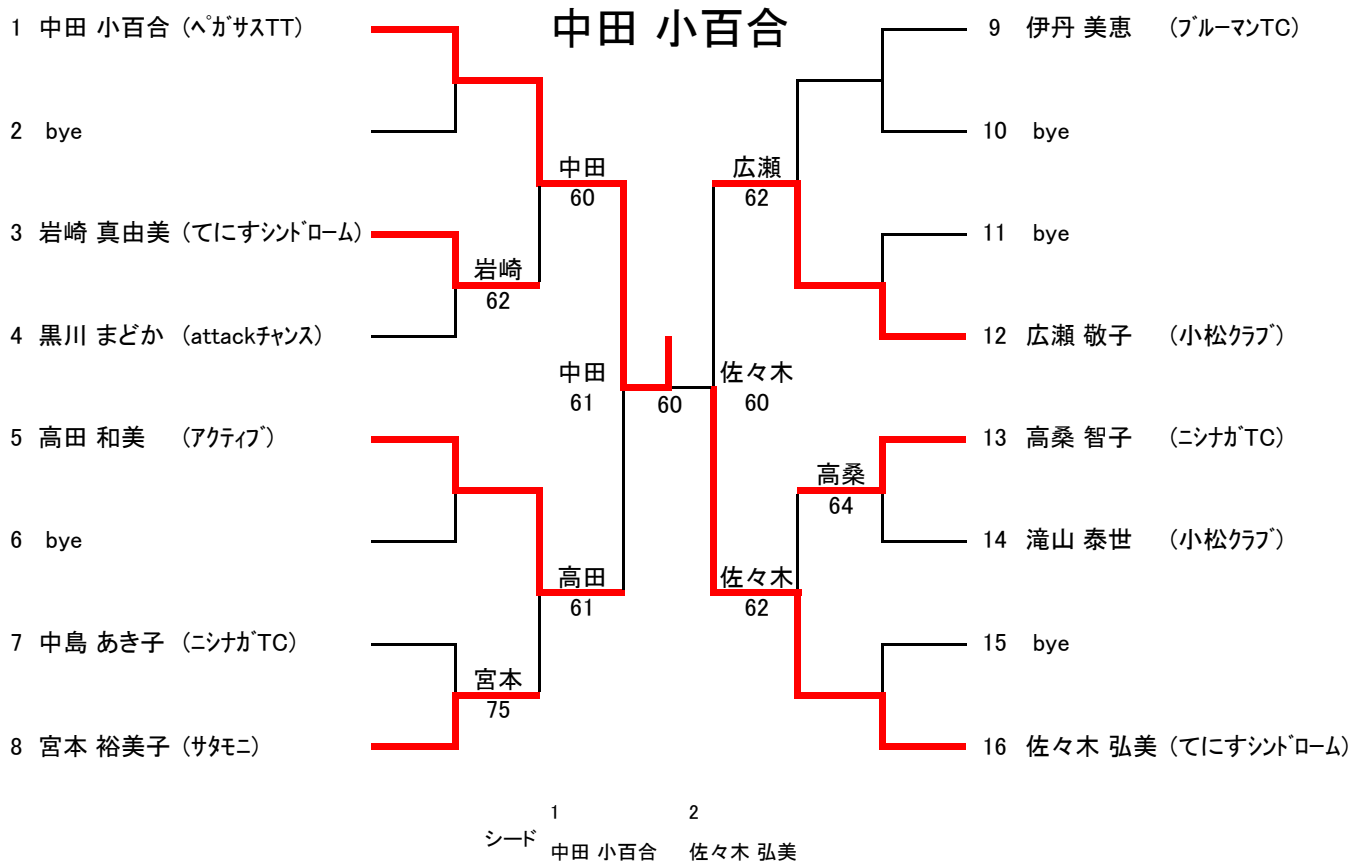 中田 小百合
1 中田 小百合 (ﾍﾟｶﾞｻｽTT)
2 bye
3 岩崎 真由美 (てにすｼﾝﾄﾞﾛｰﾑ)
4 黒川 まどか (attackﾁｬﾝｽ)
5 高田 和美 (ｱｸﾃｨﾌﾞ)
6 bye
7 中島 あき子 (ﾆｼﾅｶﾞTC)
8 宮本 裕美子 (ｻﾀﾓﾆ)
岩崎
62
宮本
75
中田
60
高田
61
中田
61
60
佐々木
60
広瀬
62
佐々木
62
高桑
64
9 伊丹 美恵 (ﾌﾞﾙｰﾏﾝTC)
10 bye
11 bye
12 広瀬 敬子 (小松ｸﾗﾌﾞ)
13 高桑 智子 (ﾆｼﾅｶﾞTC)
14 滝山 泰世 (小松ｸﾗﾌﾞ)
15 bye
16 佐々木 弘美 (てにすｼﾝﾄﾞﾛｰﾑ)
1 2
シード 中田 小百合 佐々木 弘美